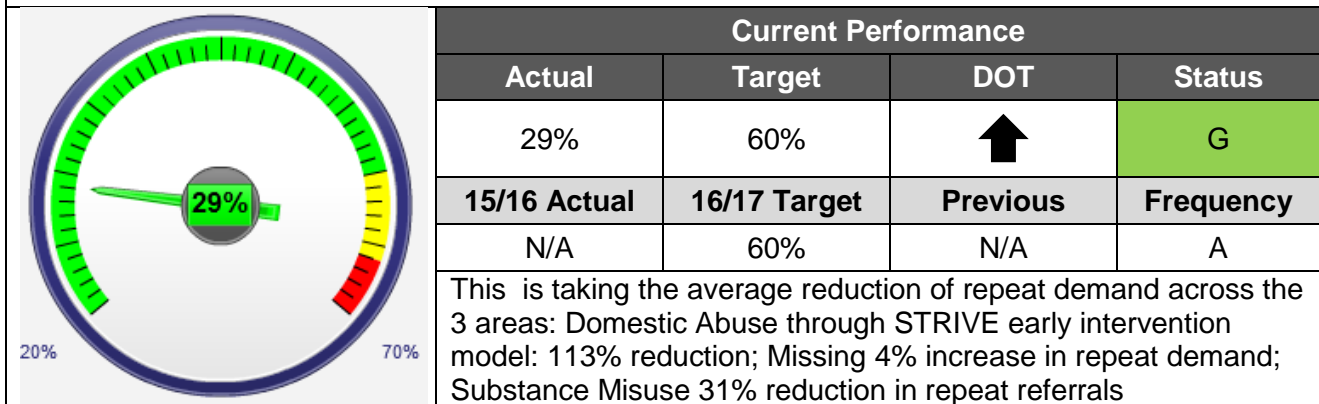 29%
20%
70%
Current Performance
Actual Target DOT Status
29% 60% G
15/16 Actual 16/17 Target Previous Frequency
N/A 60% N/A A
This is taking the average reduction of repeat demand across the
3 areas: Domestic Abuse through STRIVE early intervention
model: 113% reduction; Missing 4% increase in repeat demand;
Substance Misuse 31% reduction in repeat referrals